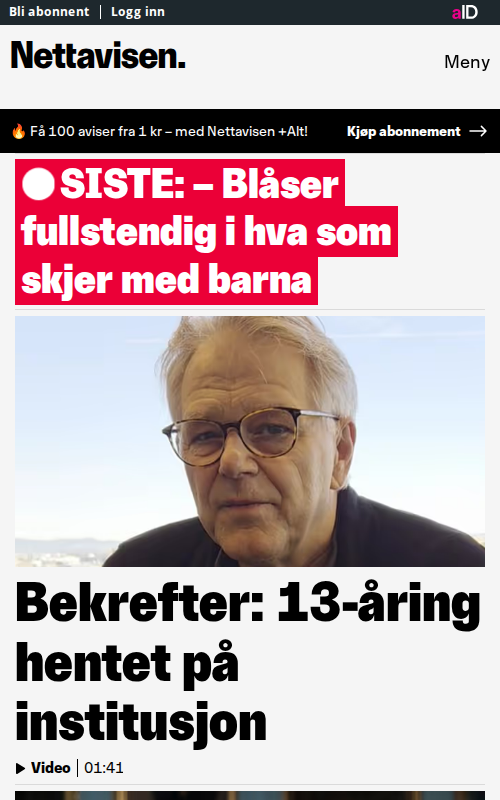 Bli abonnent | Logg inn aID
Nettavisen.
Meny
🔥 Få 100 aviser fra 1 kr – med Nettavisen +Alt! Kjøp abonnement →
SISTE: – Blåser
fullstendig i hva som
skjer med barna
Bekrefter: 13-åring
hentet på
institusjon
Video | 01:41